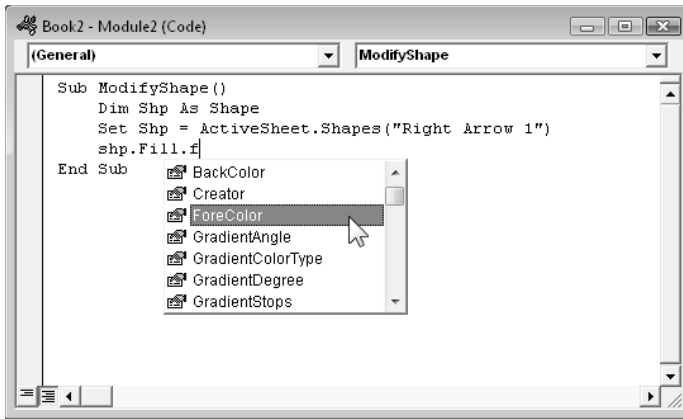 Book2 - Module2 (Code)
(General) ModifyShape
Sub ModifyShape()
Dim Shp As Shape
Set Shp = ActiveSheet.Shapes("Right Arrow 1")
shp.Fill.f
End Sub
BackColor
Creator
ForeColor
GradientAngle
GradientColorType
GradientDegree
GradientStops